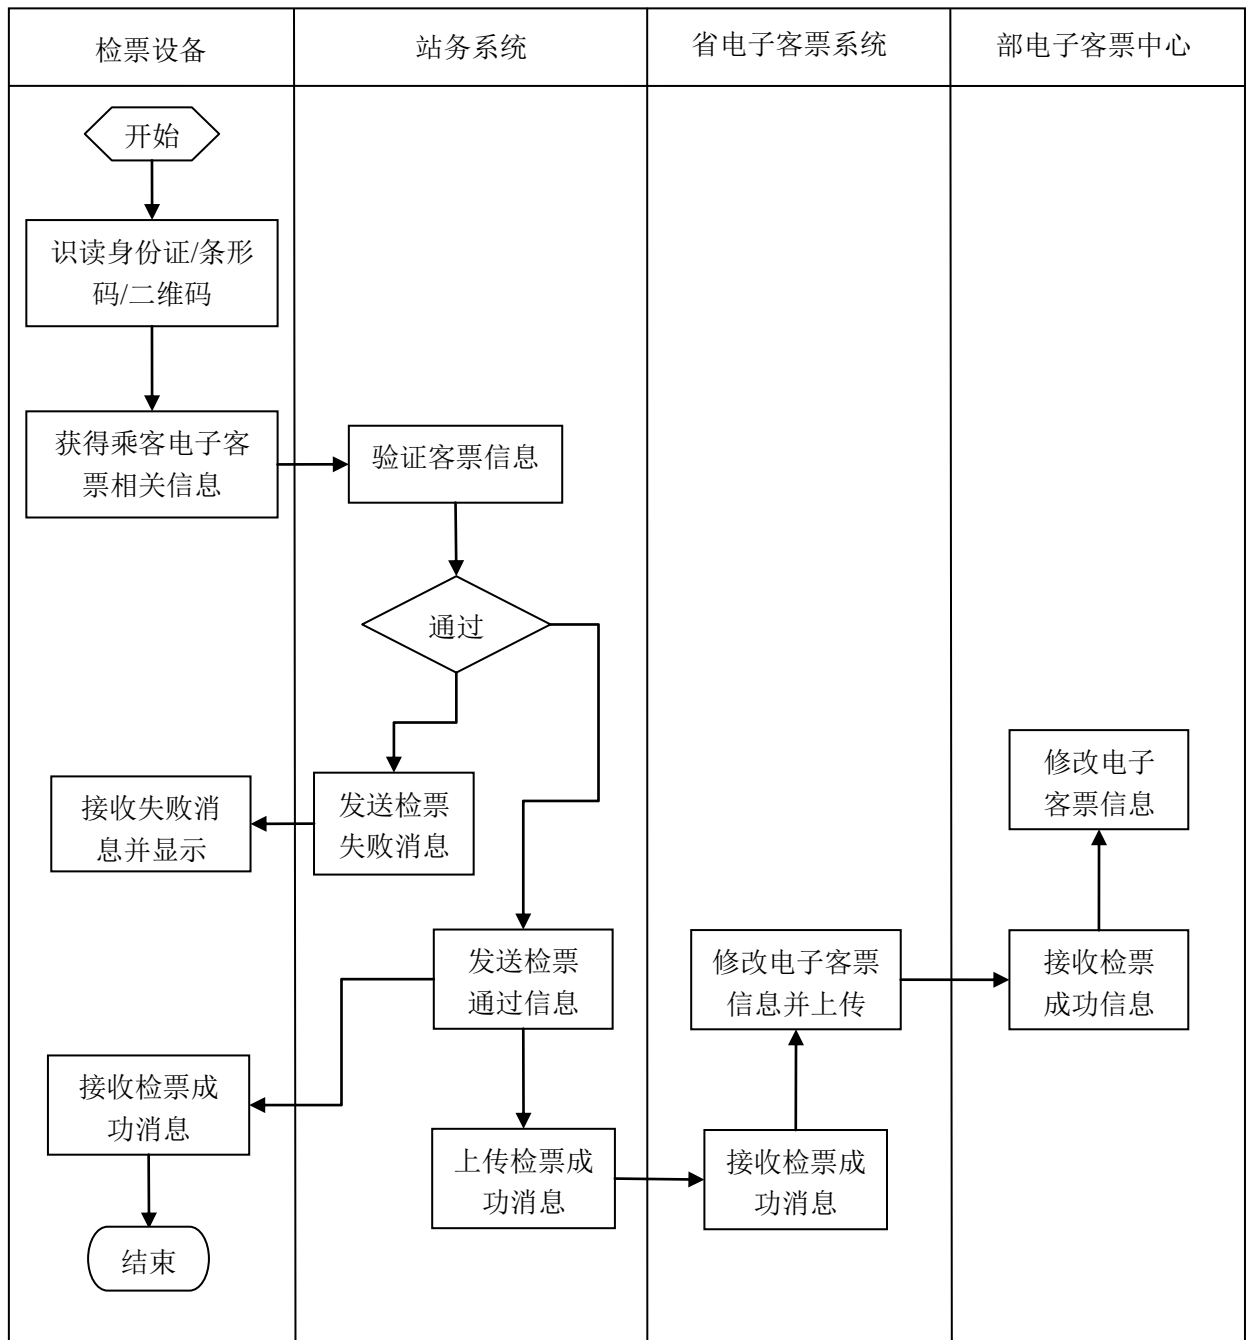 检票设备
站务系统
省电子客票系统
部电子客票中心
开始
识读身份证/条形
码/二维码
获得乘客电子客
票相关信息
验证客票信息
通过
发送检票
失败消息
接收失败消
息并显示
修改电子
客票信息
发送检票
通过信息
修改电子客票
信息并上传
接收检票
成功信息
接收检票成
功消息
上传检票成
功消息
接收检票成
功消息
结束